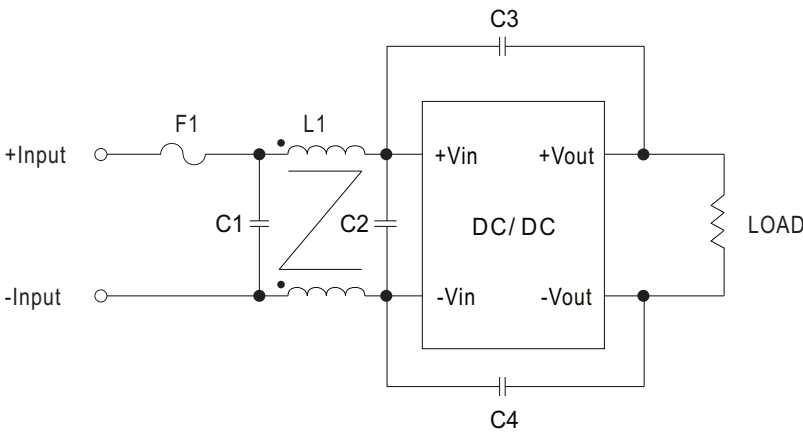 C3
F1
L1
+Input
+Vin
+Vout
C1
C2
DC/DC
LOAD
-Input
-Vin
-Vout
C4